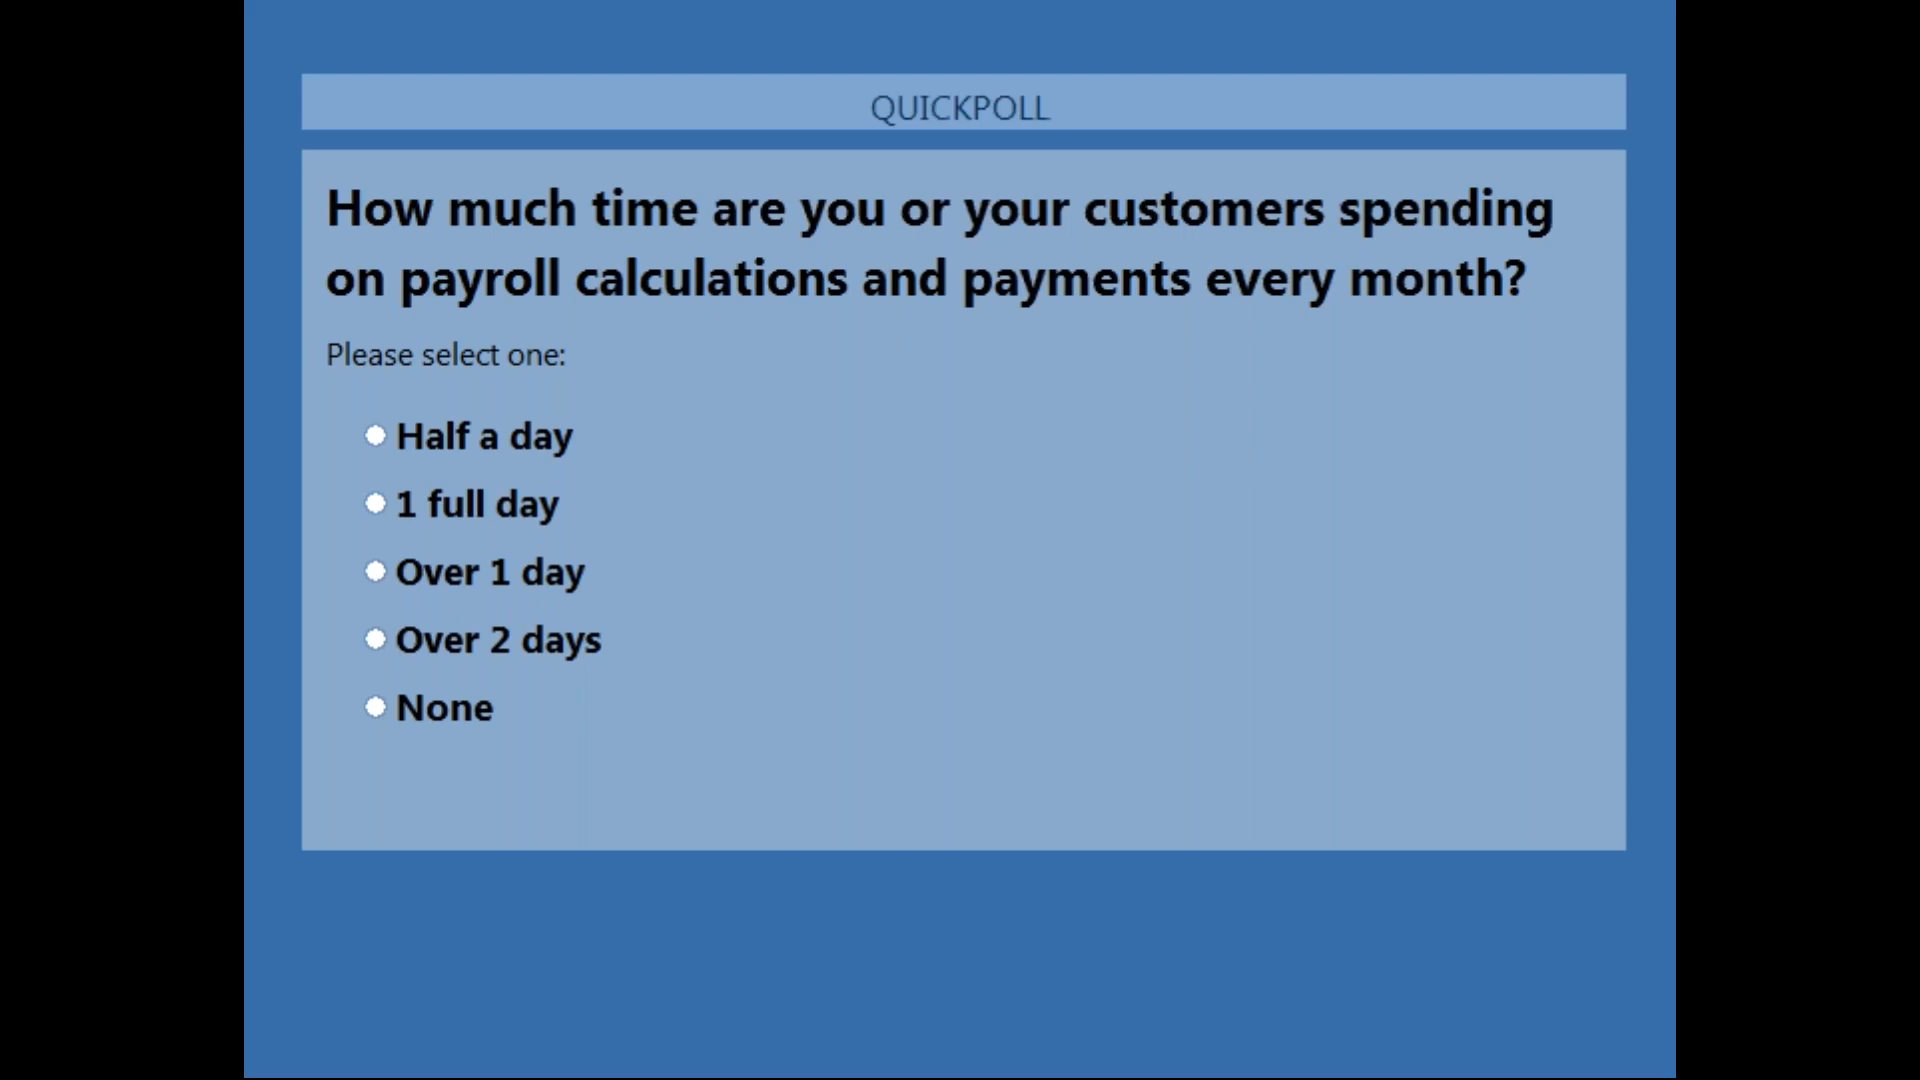 QUICKPOLL
How much time are you or your customers spending
on payroll calculations and payments every month?
Please select one:
Half a day
1 full day
Over 1 day
Over 2 days
None